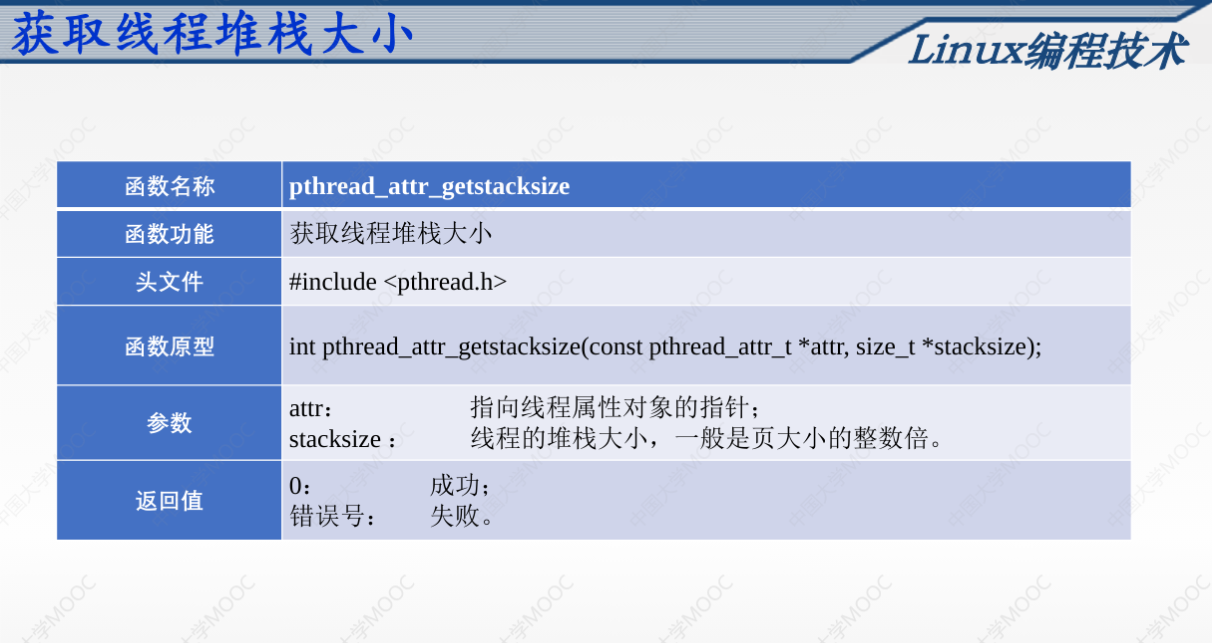 获取线程堆栈大小
Linux编程技术
函数名称 pthread_attr_getstacksize
函数功能 获取线程堆栈大小
头文件 #include <pthread.h>
函数原型 int pthread_attr_getstacksize(const pthread_attr_t *attr, size_t *stacksize);
参数
attr： 指向线程属性对象的指针；
stacksize： 线程的堆栈大小，一般是页大小的整数倍。
返回值
0： 成功；
错误号： 失败。
中国大学MOOC